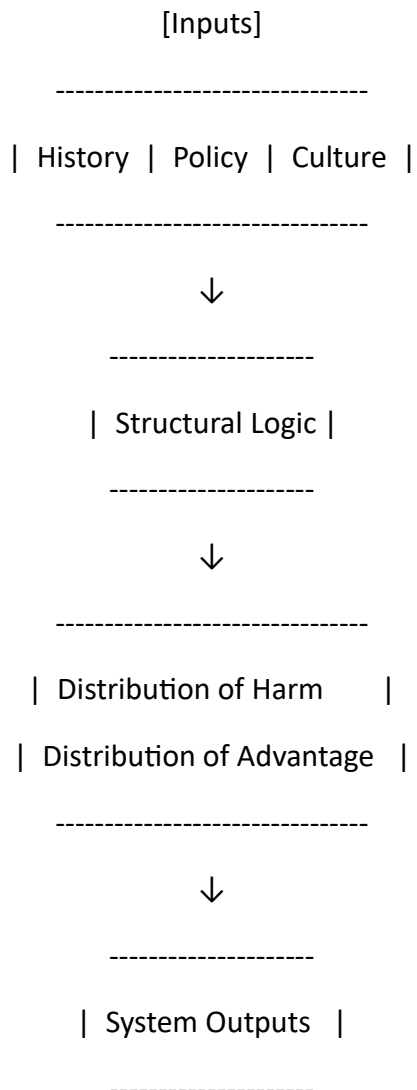 [Inputs]
--------------------------------
| History | Policy | Culture |
--------------------------------
↓
---------------------
| Structural Logic |
---------------------
↓
--------------------------------
| Distribution of Harm |
| Distribution of Advantage |
--------------------------------
↓
---------------------
| System Outputs |
---------------------